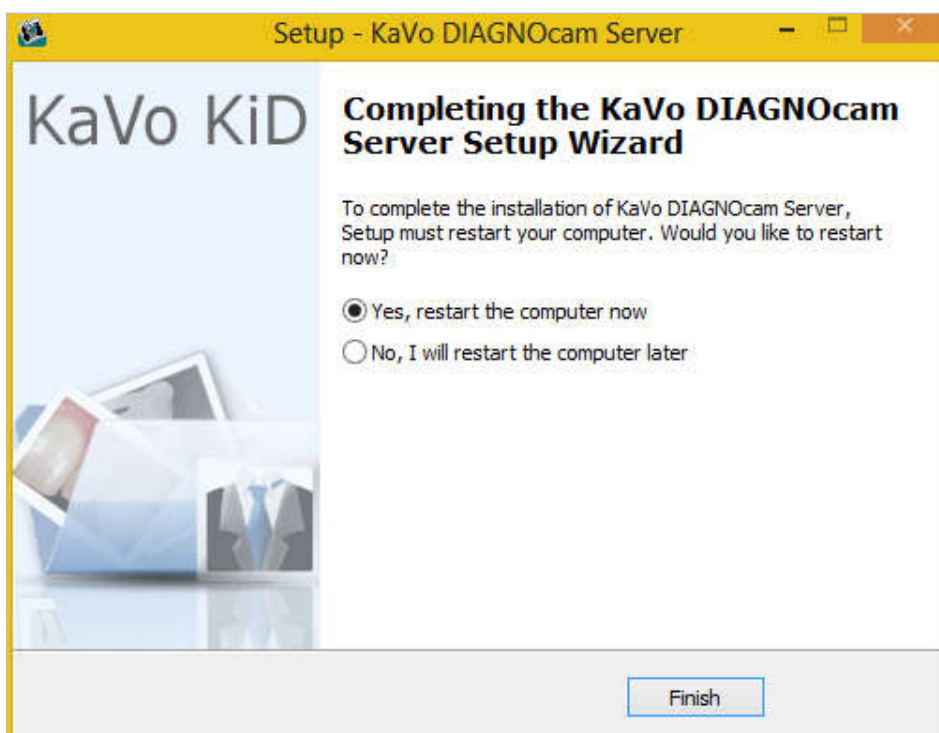 Setup - KaVo DIAGNOcam Server
KaVo KiD
Completing the KaVo DIAGNOcam
Server Setup Wizard
To complete the installation of KaVo DIAGNOcam Server,
Setup must restart your computer. Would you like to restart
now?
Yes, restart the computer now
No, I will restart the computer later
Finish